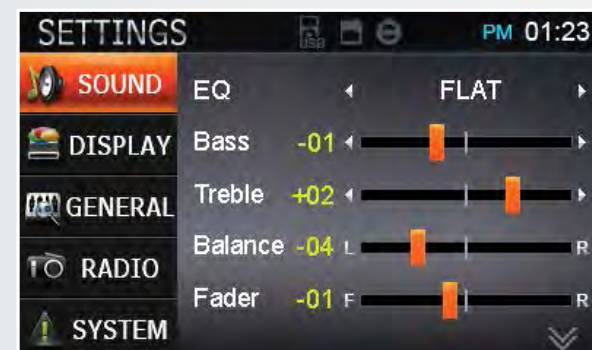 SETTINGS USB PM 01:23
SOUND
DISPLAY
GENERAL
RADIO
SYSTEM
EQ FLAT
Bass -01
Treble +02
Balance -04 L R
Fader -01 F R